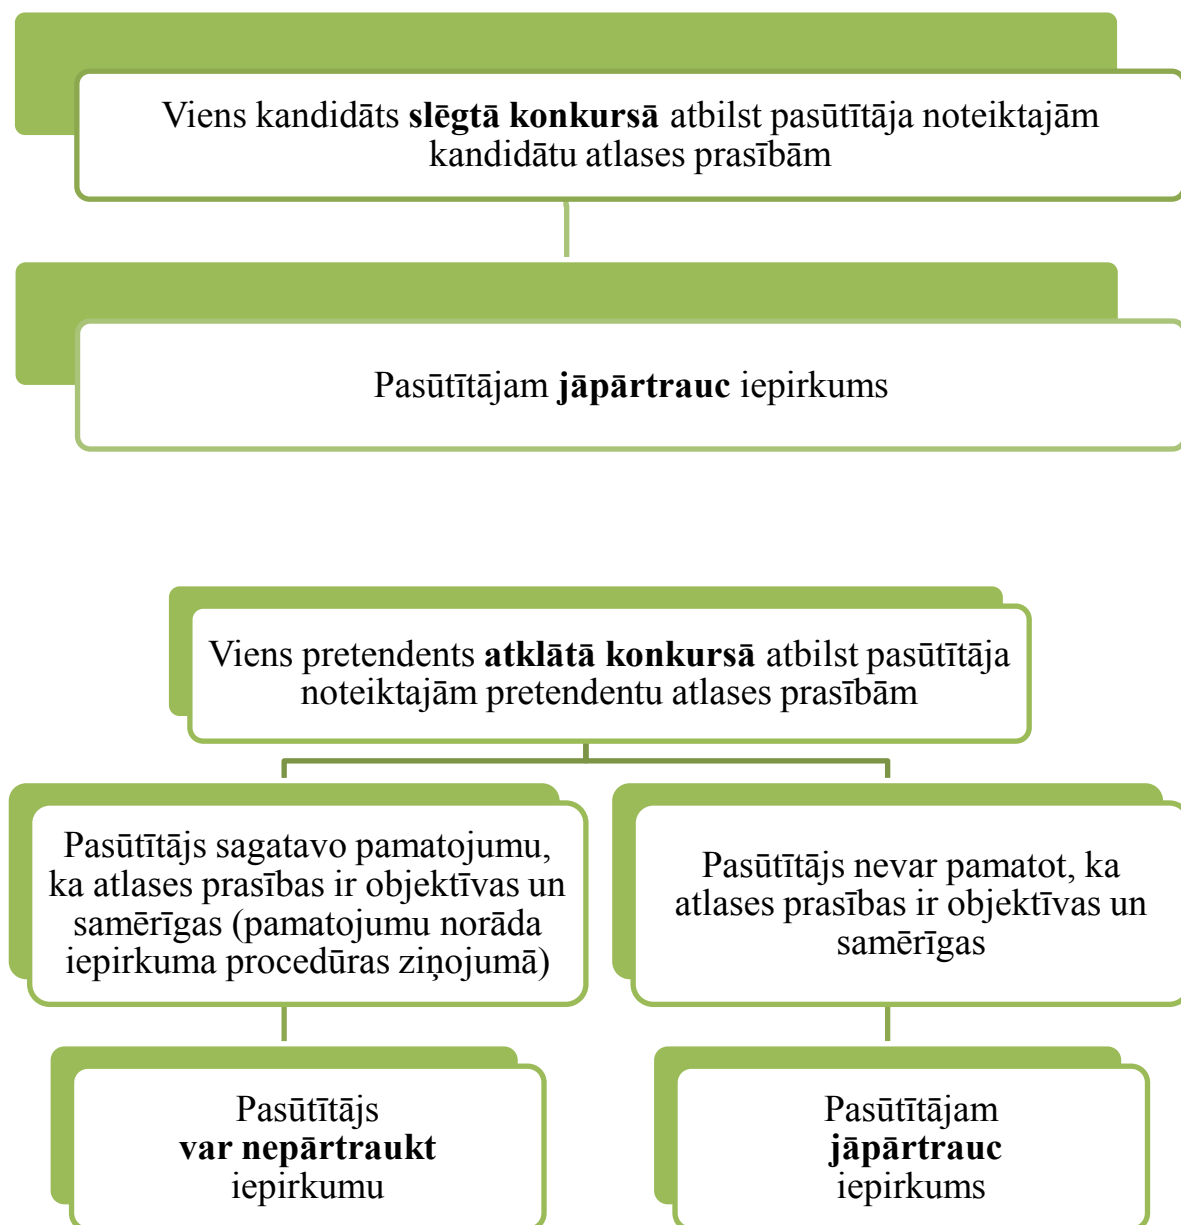 Viens kandidāts slēgtā konkursā atbilst pasūtītāja noteiktajām
kandidātu atlases prasībām
Pasūtītājam jāpārtrauc iepirkums
Viens pretendents atklātā konkursā atbilst pasūtītāja
noteiktajām pretendentu atlases prasībām
Pasūtītājs sagatavo pamatojumu,
ka atlases prasības ir objektīvas un
samērīgas (pamatojumu norāda
iepirkuma procedūras ziņojumā)
Pasūtītājs nevar pamatot, ka
atlases prasības ir objektīvas un
samērīgas
Pasūtītājs
var nepārtraukt
iepirkumu
Pasūtītājam
jāpārtrauc
iepirkums